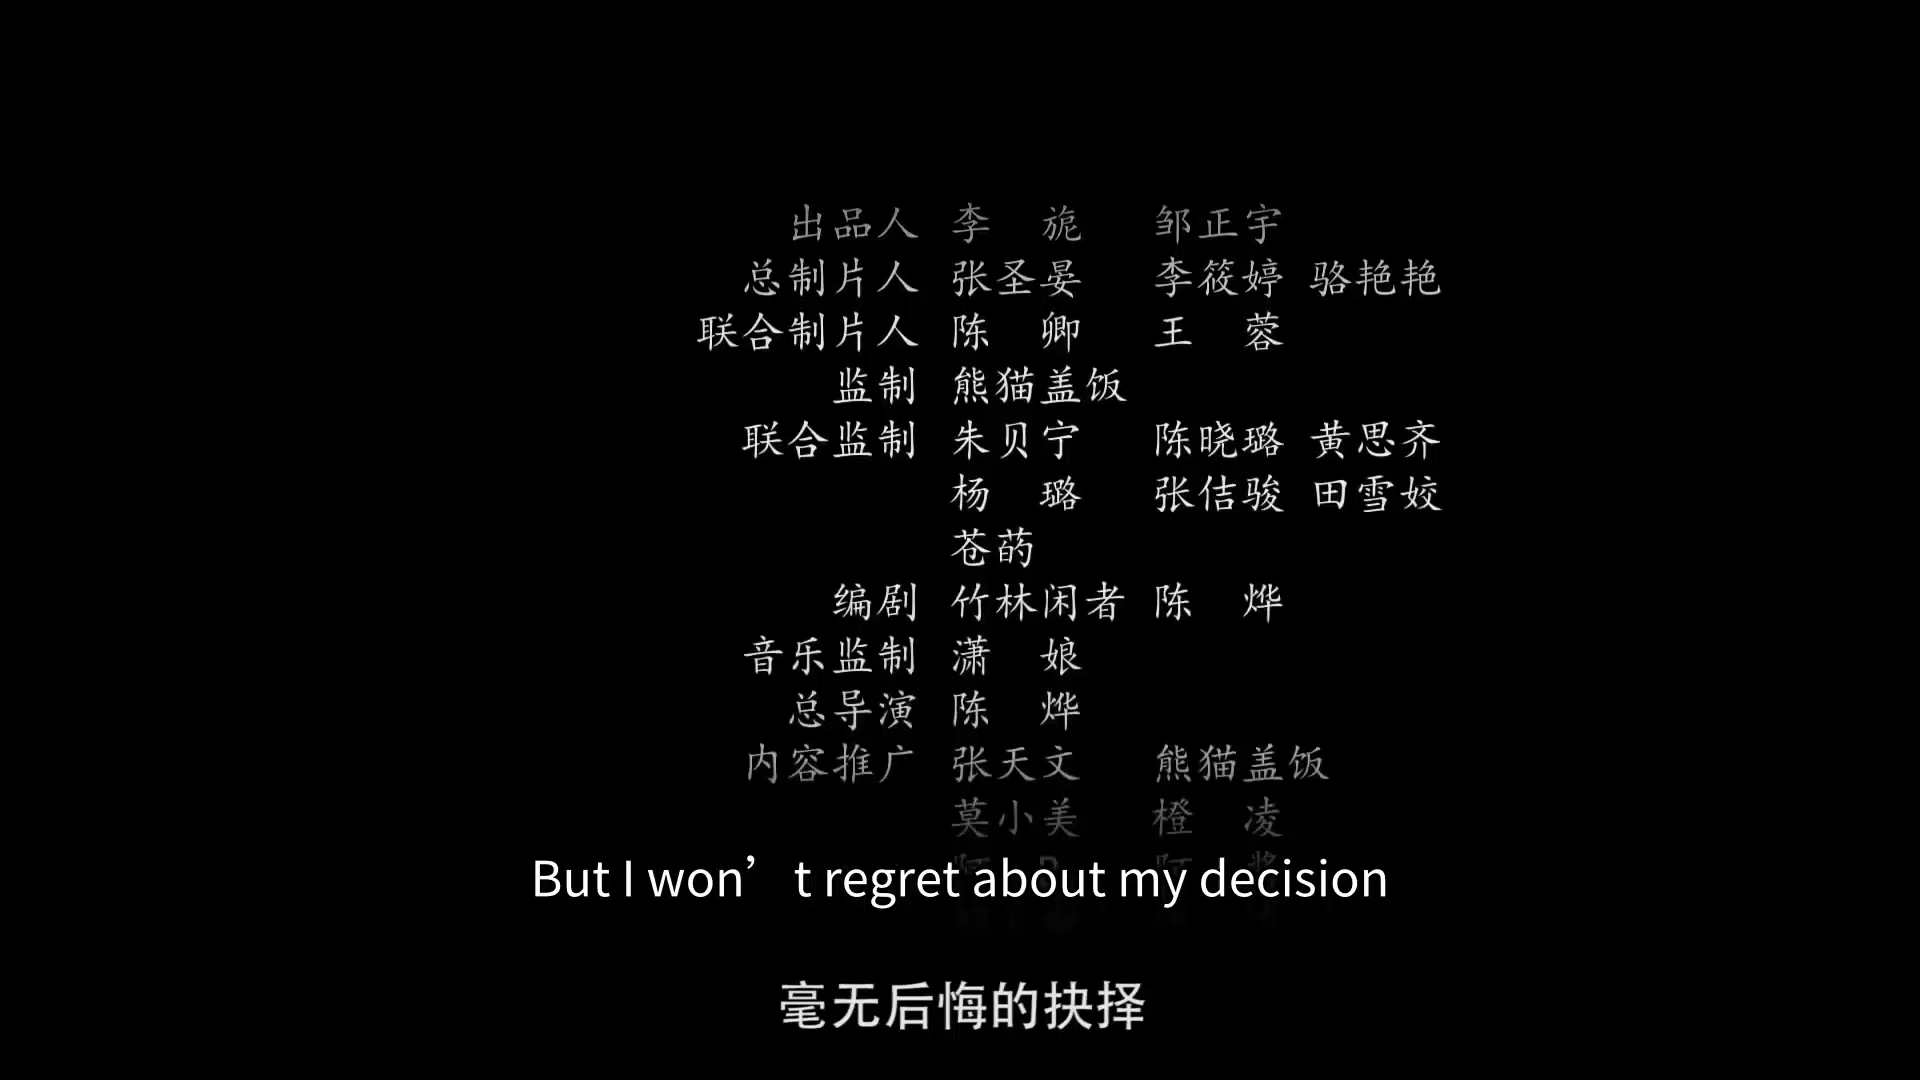 出品人 李 旎 邹正宇
总制片人 张圣晏 李筱婷 骆艳艳
联合制片人 陈 卿 王 蓉
监制 熊猫盖饭
联合监制 朱贝宁 陈晓璐 黄思齐
杨 璐 张佶骏 田雪姣
苍菂
编剧 竹林闲者 陈 烨
音乐监制 潇 娘
总导演 陈 烨
内容推广 张天文 熊猫盖饭
莫小美 橙 凌
But I won’t regret about my decision
毫无后悔的抉择